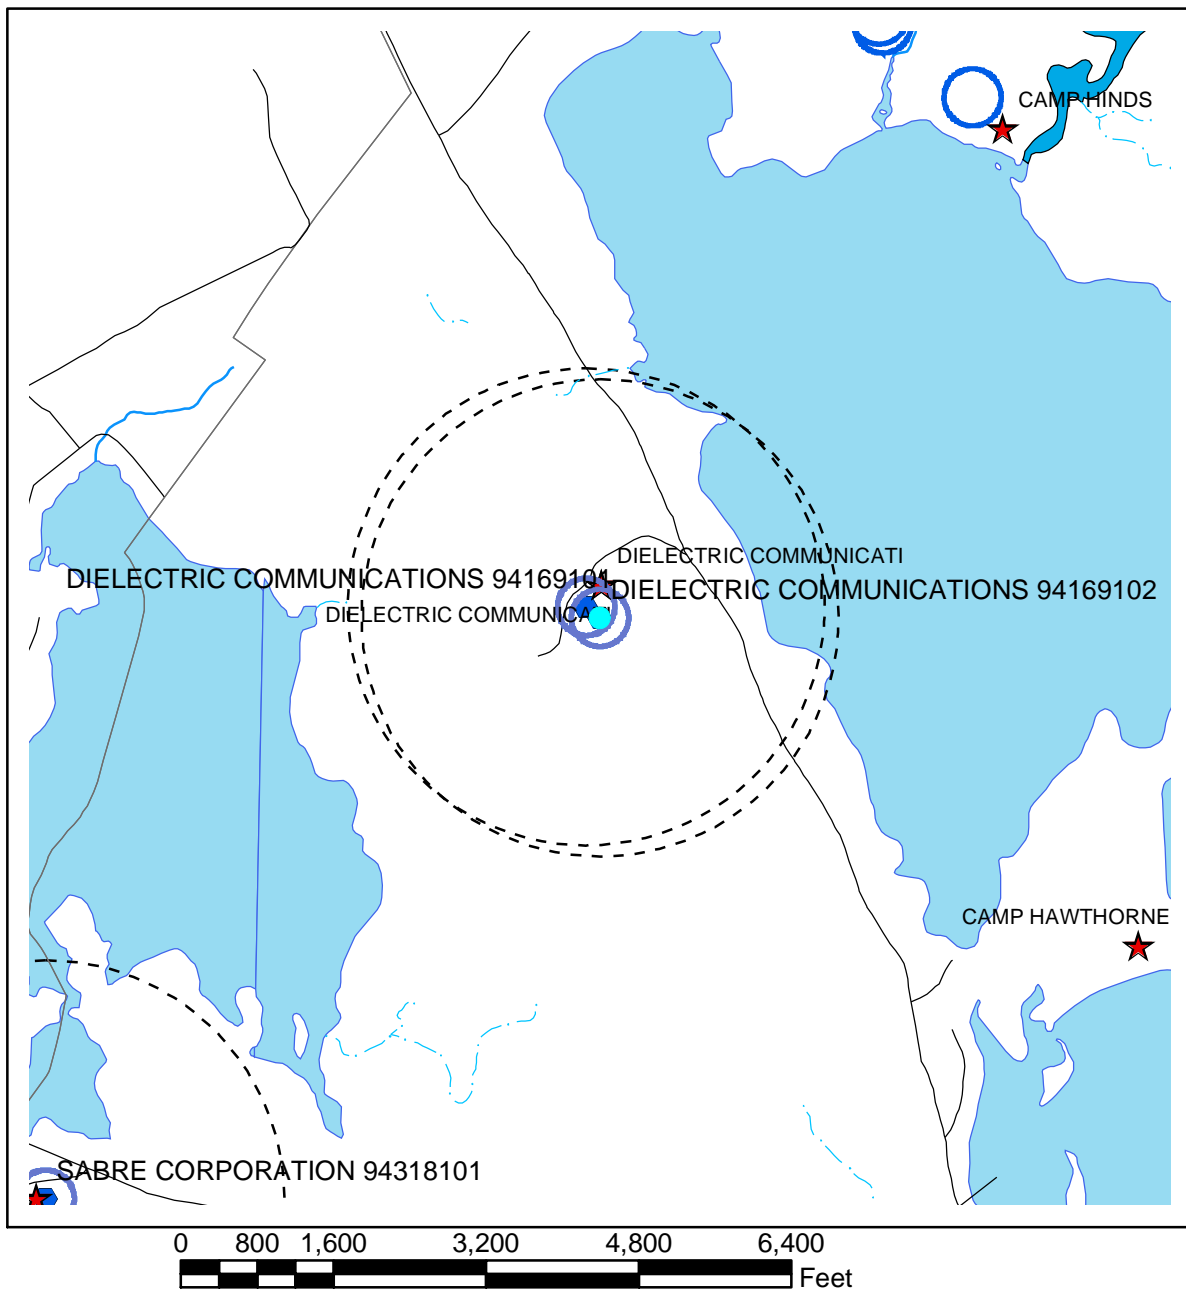 CAMP HINDS
DIELECTRIC COMMUNICATI
DIELECTRIC COMMUNICATIONS 94169101
DIELECTRIC COMMUNICATIONS 94169102
DIELECTRIC COMMUNICA
CAMP HAWTHORNE
SABRE CORPORATION 94318101
0 800 1,600 3,200 4,800 6,400
Feet